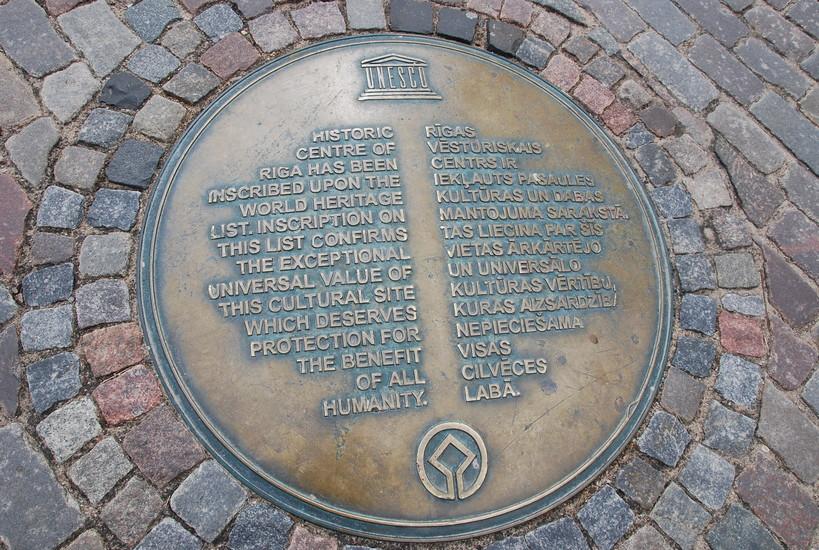 UNESCO
HISTORIC
CENTRE OF
RIGA HAS BEEN
INSCRIBED UPON THE
WORLD HERITAGE
LIST. INSCRIPTION ON
THIS LIST CONFIRMS
THE EXCEPTIONAL
UNIVERSAL VALUE OF
THIS CULTURAL SITE
WHICH DESERVES
PROTECTION FOR
THE BENEFIT
OF ALL
HUMANITY.
RĪGAS
VĒSTURISKAIS
CENTRS IR
IEKĻAUTS PASAULES
KULTŪRAS UN DABAS
MANTOJUMA SARAKSTĀ.
TAS LIECINA PAR ŠĪS
VIETAS ĀRKĀRTĒJO
UN UNIVERSĀLO
KULTŪRAS VĒRTĪBU,
KURAS AIZSARDZĪBA
NEPIECIEŠAMA
VISAS
CILVĒCES
LABĀ.